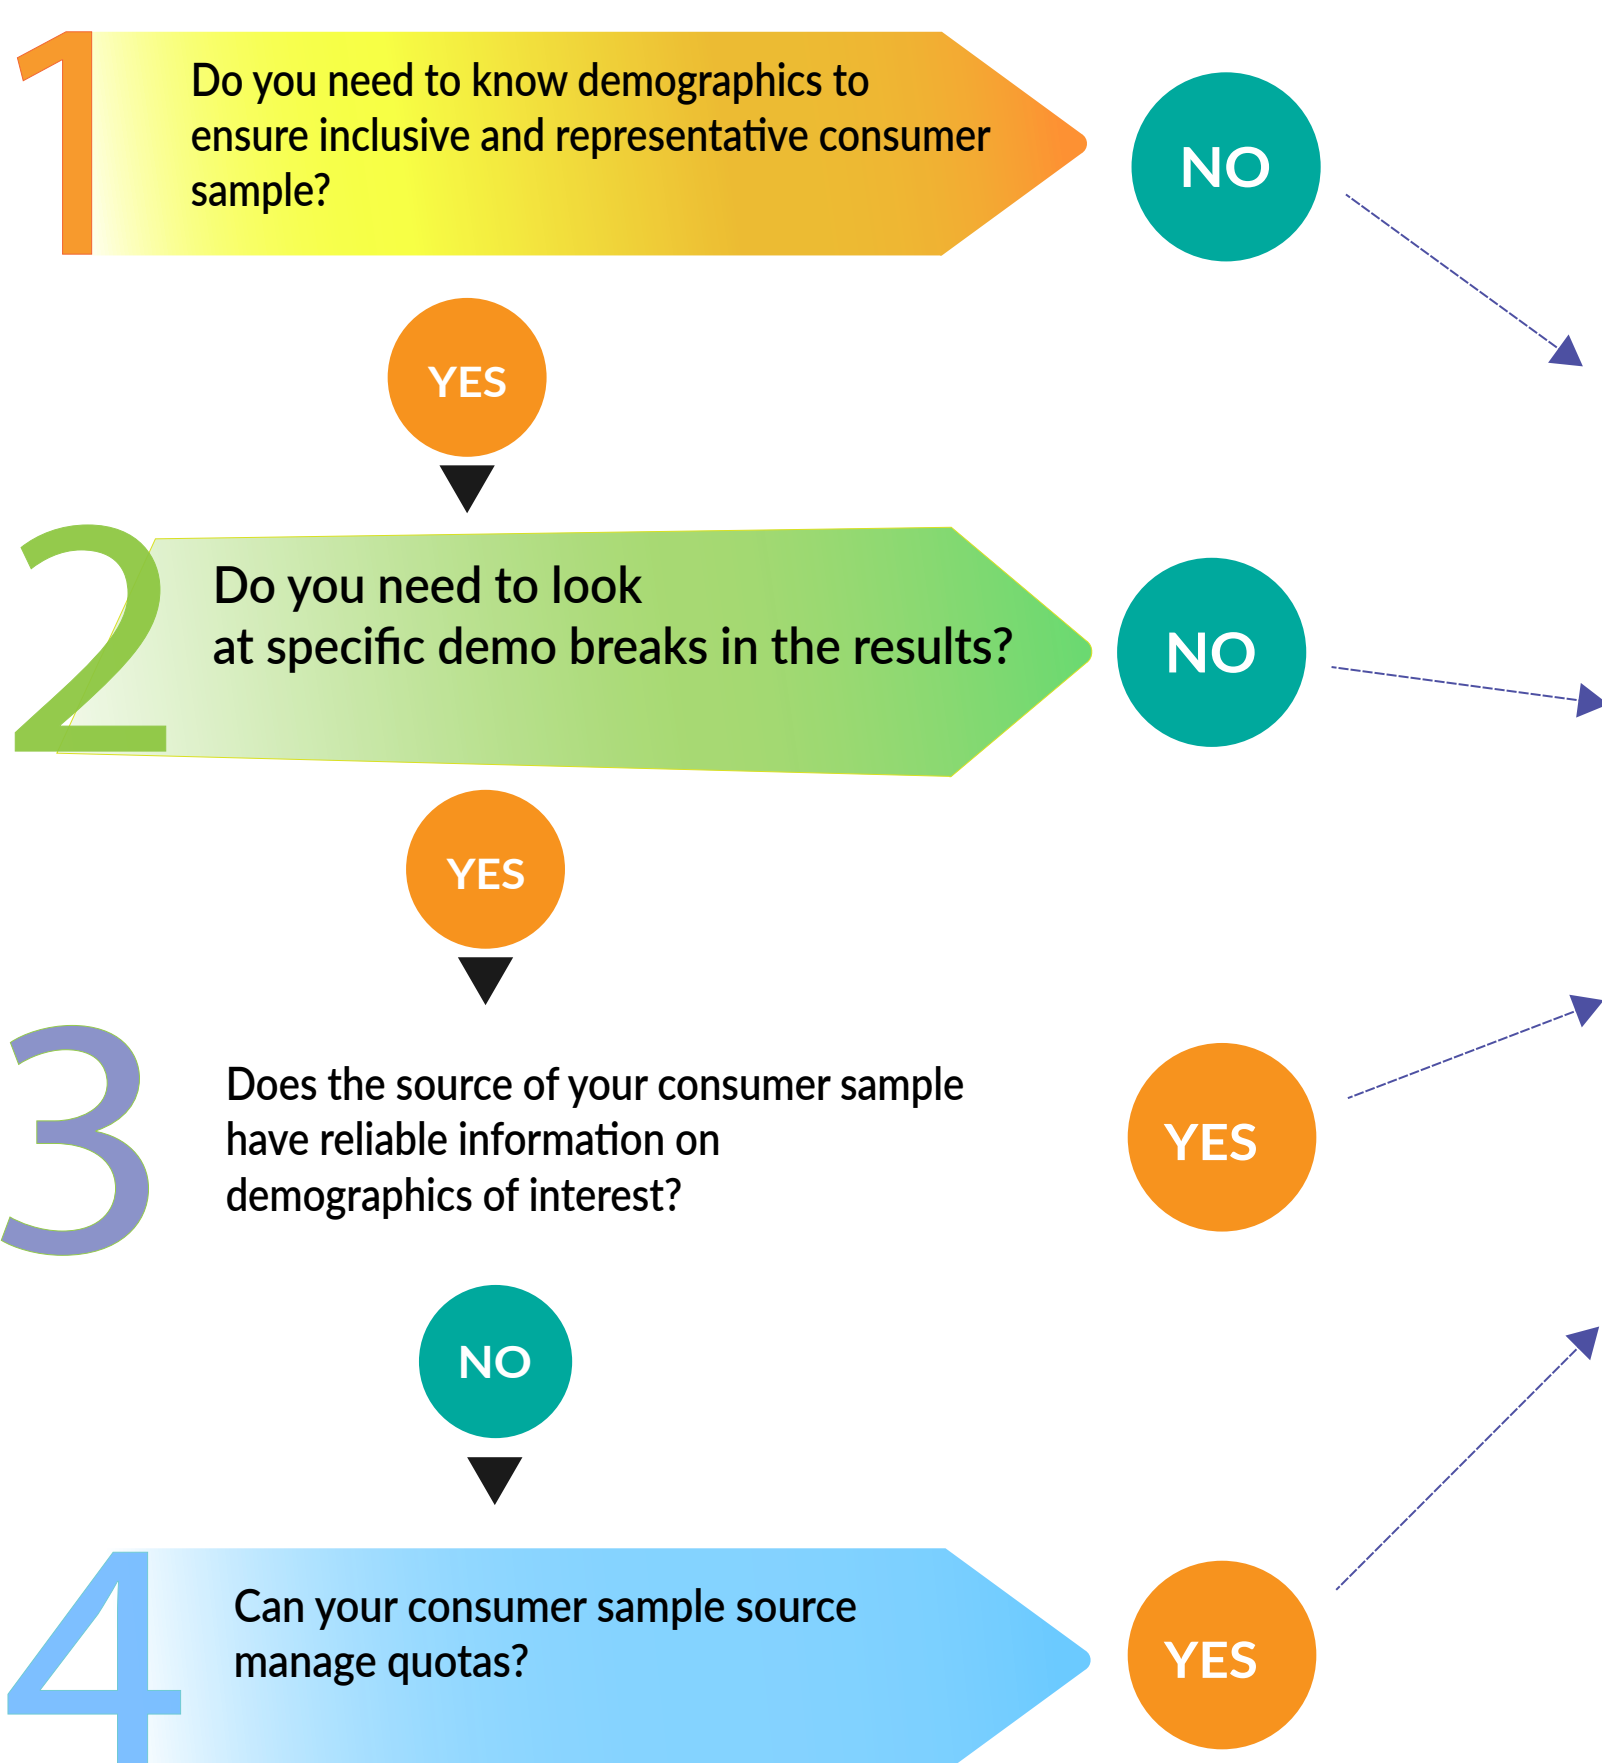 1
Do you need to know demographics to
ensure inclusive and representative consumer
sample?
NO
YES
2
Do you need to look
at specific demo breaks in the results?
NO
YES
3
Does the source of your consumer sample
have reliable information on
demographics of interest?
YES
NO
4
Can your consumer sample source
manage quotas?
YES